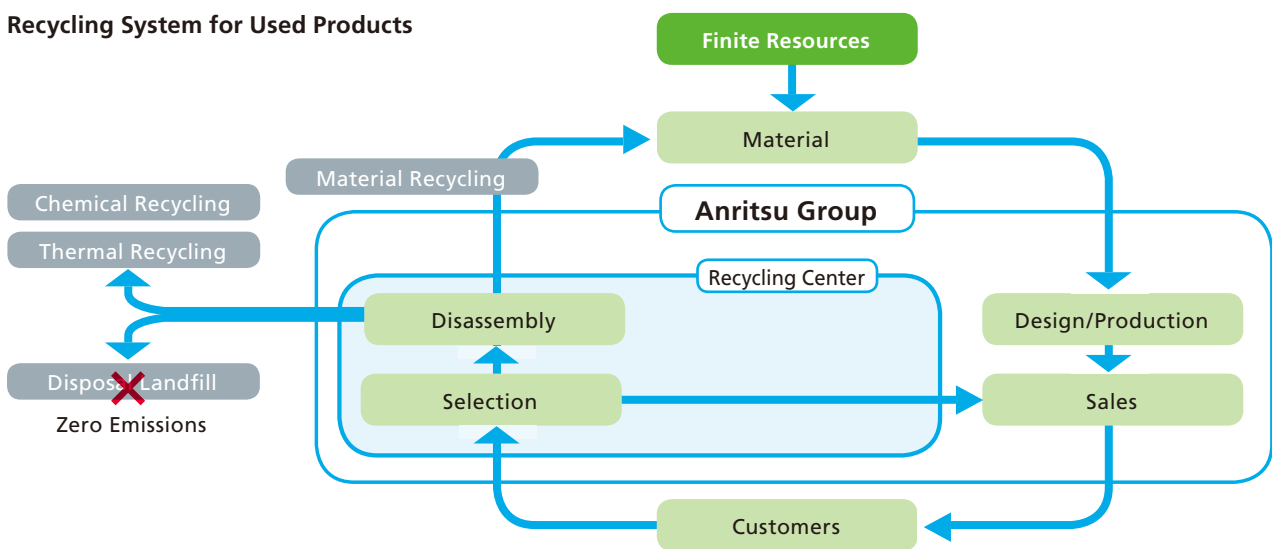 Recycling System for Used Products
Finite Resources
Material
Material Recycling
Chemical Recycling
Thermal Recycling
Anritsu Group
Recycling Center
Disassembly
Design/Production
Disposal Landfill
Zero Emissions
Selection
Sales
Customers